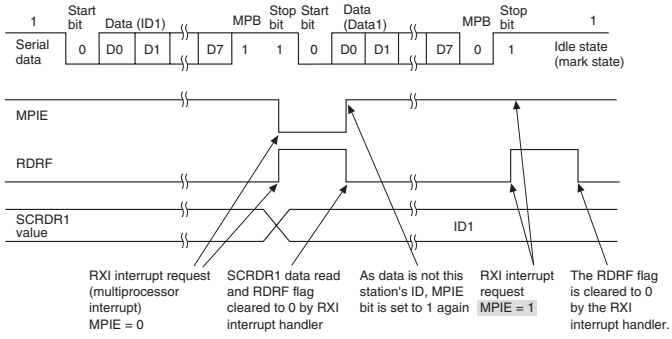 1
Start bit
Data (ID1)
MPB
Stop bit
Start bit
Data (Data1)
MPB
Stop bit
1
Serial data
0
D0
D1
D7
1
1
0
D0
D1
D7
0
1
Idle state (mark state)
MPIE
RDRF
SCRDR1 value
ID1
RXI interrupt request
(multiprocessor
interrupt)
MPIE = 0
SCRDR1 data read
and RDRF flag
cleared to 0 by RXI
interrupt handler
As data is not this
station's ID, MPIE
bit is set to 1 again
RXI interrupt
request
MPIE = 1
The RDRF flag
is cleared to 0
by the RXI
interrupt handler.